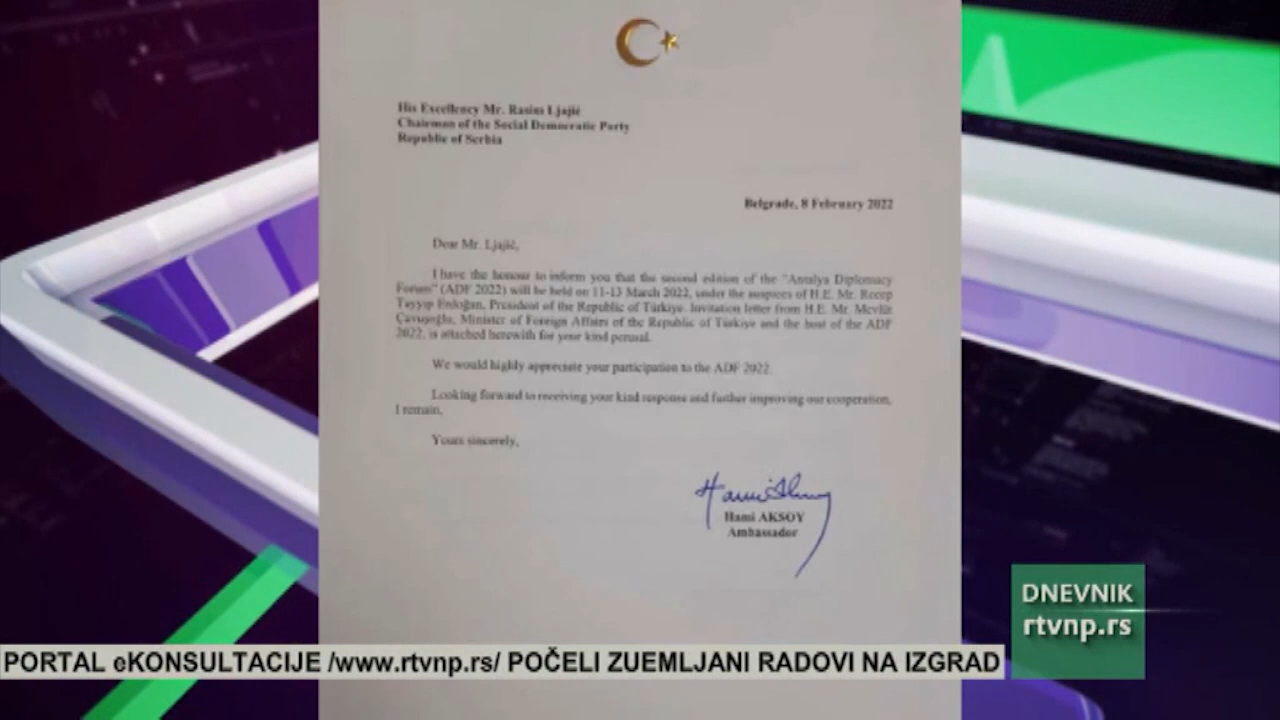 His Excellency Mr. Rasim Ljajić
Chairman of the Social Democratic Party
Republic of Serbia
Belgrade, 8 February 2022
Dear Mr. Ljajić,
I have the honour to inform you that the second edition of the "Antalya Diplomacy
Forum" (ADF 2022) will be held on 11-13 March 2022, under the auspices of H.E. Mr. Recep
Tayyip Erdoğan, President of the Republic of Türkiye. Invitation letter from H.E. Mr. Mevlüt
Çavuşoğlu, Minister of Foreign Affairs of the Republic of Türkiye and the host of the ADF
2022, is attached herewith for your kind perusal.
We would highly appreciate your participation to the ADF 2022.
Looking forward to receiving your kind response and further improving our cooperation,
I remain,
Yours sincerely,
Hami AKSOY
Ambassador
DNEVNIK
rtvnp.rs
PORTAL eKONSULTACIJE /www.rtvnp.rs/ POČELI ZUEMLJANI RADOVI NA IZGRAD